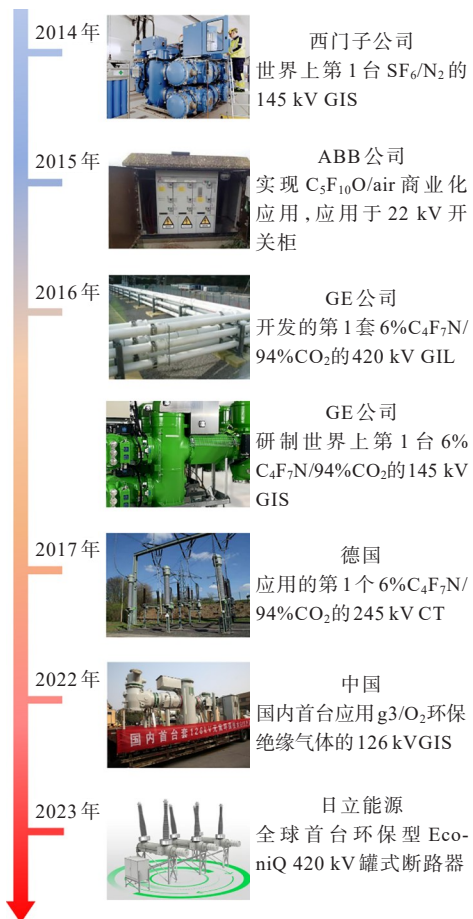 2014年
西门子公司
世界上第1台SF₆/N₂的
145 kV GIS
2015年
ABB公司
实现C₅F₁₀O/air商业化
应用,应用于22 kV开
关柜
2016年
GE公司
开发的第1套6%C₄F₇N/
94%CO₂的420 kV GIL
GE公司
研制世界上第1台6%
C₄F₇N/94%CO₂的145 kV
GIS
2017年
德国
应用的第1个6%C₄F₇N/
94%CO₂的245 kV CT
2022年
中国
国内首台应用g3/O₂环保
绝缘气体的126 kVGIS
国内首台套126kV无氟环保
2023年
日立能源
全球首台环保型Eco-
niQ 420 kV罐式断路器